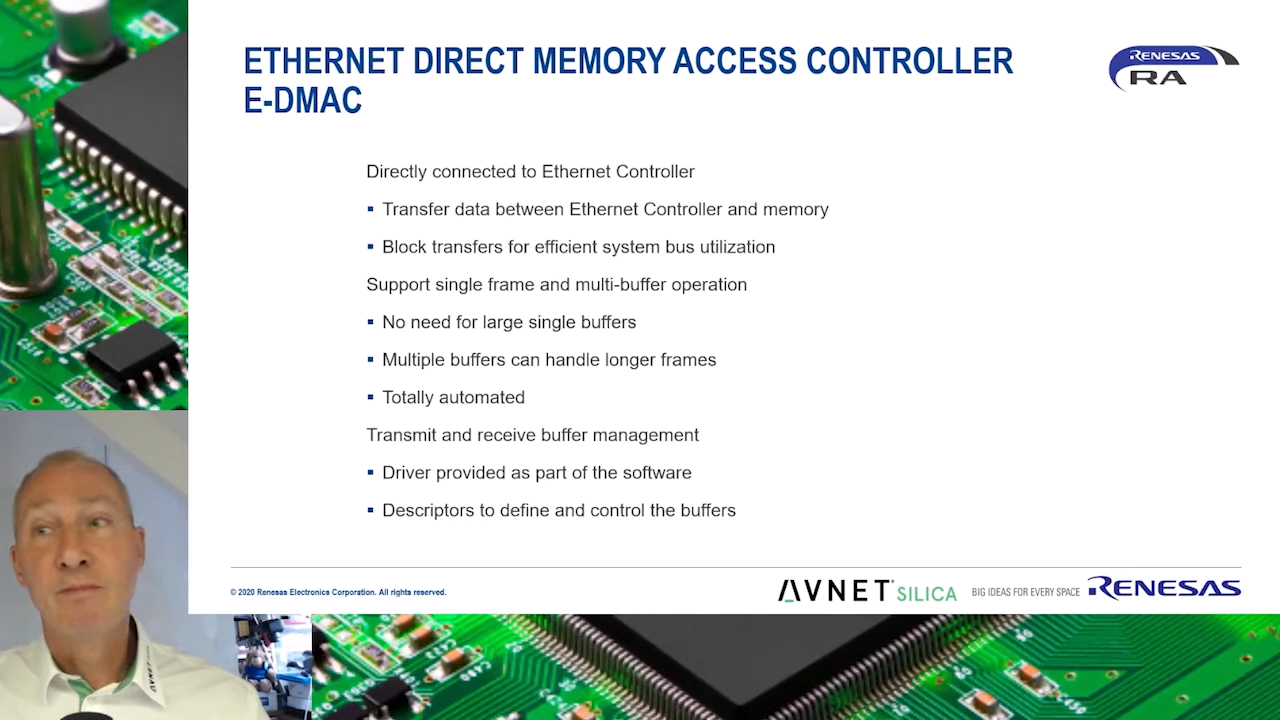 ETHERNET DIRECT MEMORY ACCESS CONTROLLER
E-DMAC
RENESAS
RA
Directly connected to Ethernet Controller
▪ Transfer data between Ethernet Controller and memory
▪ Block transfers for efficient system bus utilization
Support single frame and multi-buffer operation
▪ No need for large single buffers
▪ Multiple buffers can handle longer frames
▪ Totally automated
Transmit and receive buffer management
▪ Driver provided as part of the software
▪ Descriptors to define and control the buffers
© 2020 Renesas Electronics Corporation. All rights reserved.
AVNET SILICA
BIG IDEAS FOR EVERY SPACE RENESAS
AVNET